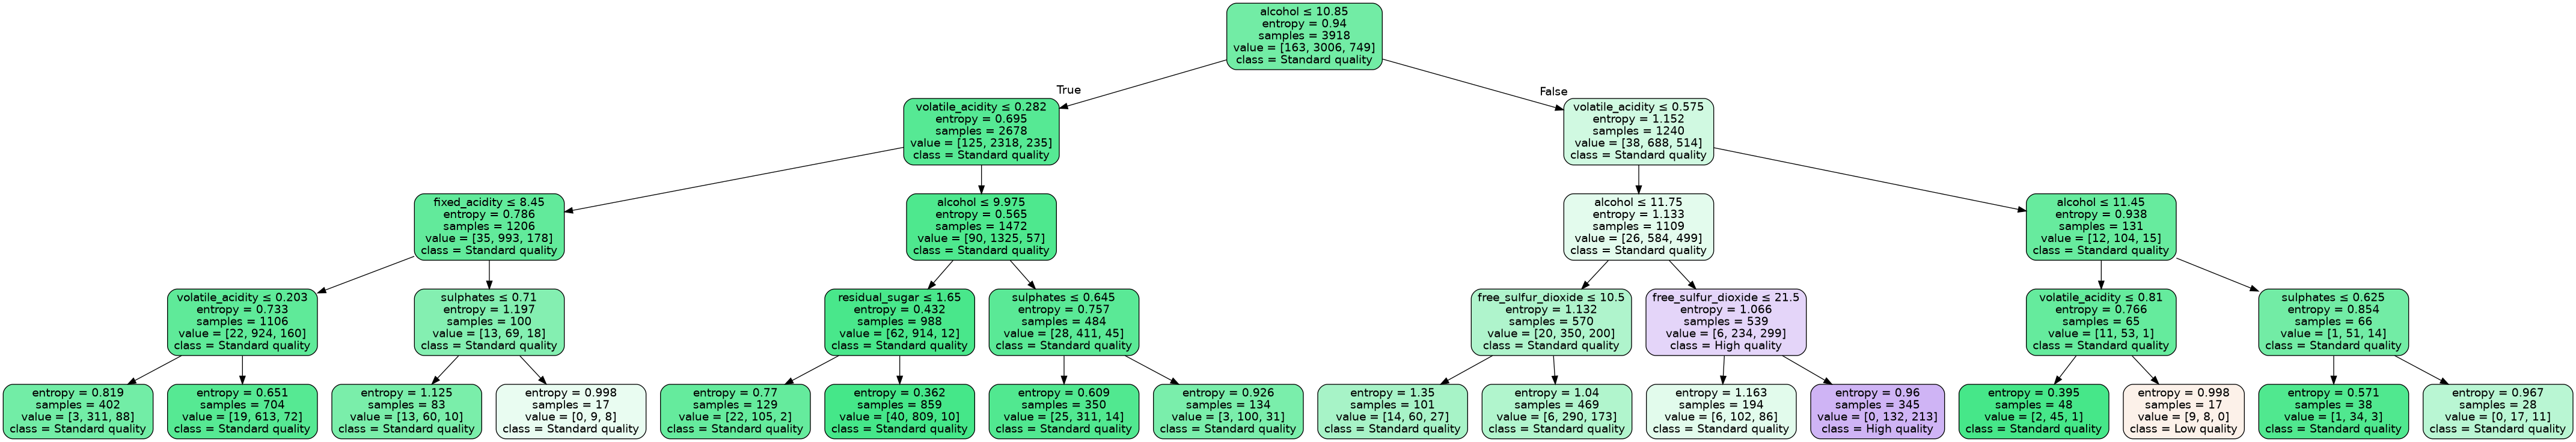 alcohol ≤ 10.85
entropy = 0.94
samples = 3918
value = [163, 3006, 749]
class = Standard quality
True
False
volatile_acidity ≤ 0.282
entropy = 0.695
samples = 2678
value = [125, 2318, 235]
class = Standard quality
volatile_acidity ≤ 0.575
entropy = 1.152
samples = 1240
value = [38, 688, 514]
class = Standard quality
fixed_acidity ≤ 8.45
entropy = 0.786
samples = 1206
value = [35, 993, 178]
class = Standard quality
alcohol ≤ 9.975
entropy = 0.565
samples = 1472
value = [90, 1325, 57]
class = Standard quality
alcohol ≤ 11.75
entropy = 1.133
samples = 1109
value = [26, 584, 499]
class = Standard quality
alcohol ≤ 11.45
entropy = 0.938
samples = 131
value = [12, 104, 15]
class = Standard quality
volatile_acidity ≤ 0.203
entropy = 0.733
samples = 1106
value = [22, 924, 160]
class = Standard quality
sulphates ≤ 0.71
entropy = 1.197
samples = 100
value = [13, 69, 18]
class = Standard quality
residual_sugar ≤ 1.65
entropy = 0.432
samples = 988
value = [62, 914, 12]
class = Standard quality
sulphates ≤ 0.645
entropy = 0.757
samples = 484
value = [28, 411, 45]
class = Standard quality
free_sulfur_dioxide ≤ 10.5
entropy = 1.132
samples = 570
value = [20, 350, 200]
class = Standard quality
free_sulfur_dioxide ≤ 21.5
entropy = 1.066
samples = 539
value = [6, 234, 299]
class = High quality
volatile_acidity ≤ 0.81
entropy = 0.766
samples = 65
value = [11, 53, 1]
class = Standard quality
sulphates ≤ 0.625
entropy = 0.854
samples = 66
value = [1, 51, 14]
class = Standard quality
entropy = 0.819
samples = 402
value = [3, 311, 88]
class = Standard quality
entropy = 0.651
samples = 704
value = [19, 613, 72]
class = Standard quality
entropy = 1.125
samples = 83
value = [13, 60, 10]
class = Standard quality
entropy = 0.998
samples = 17
value = [0, 9, 8]
class = Standard quality
entropy = 0.77
samples = 129
value = [22, 105, 2]
class = Standard quality
entropy = 0.362
samples = 859
value = [40, 809, 10]
class = Standard quality
entropy = 0.609
samples = 350
value = [25, 311, 14]
class = Standard quality
entropy = 0.926
samples = 134
value = [3, 100, 31]
class = Standard quality
entropy = 1.35
samples = 101
value = [14, 60, 27]
class = Standard quality
entropy = 1.04
samples = 469
value = [6, 290, 173]
class = Standard quality
entropy = 1.163
samples = 194
value = [6, 102, 86]
class = Standard quality
entropy = 0.96
samples = 345
value = [0, 132, 213]
class = High quality
entropy = 0.395
samples = 48
value = [2, 45, 1]
class = Standard quality
entropy = 0.998
samples = 17
value = [9, 8, 0]
class = Low quality
entropy = 0.571
samples = 38
value = [1, 34, 3]
class = Standard quality
entropy = 0.967
samples = 28
value = [0, 17, 11]
class = Standard quality